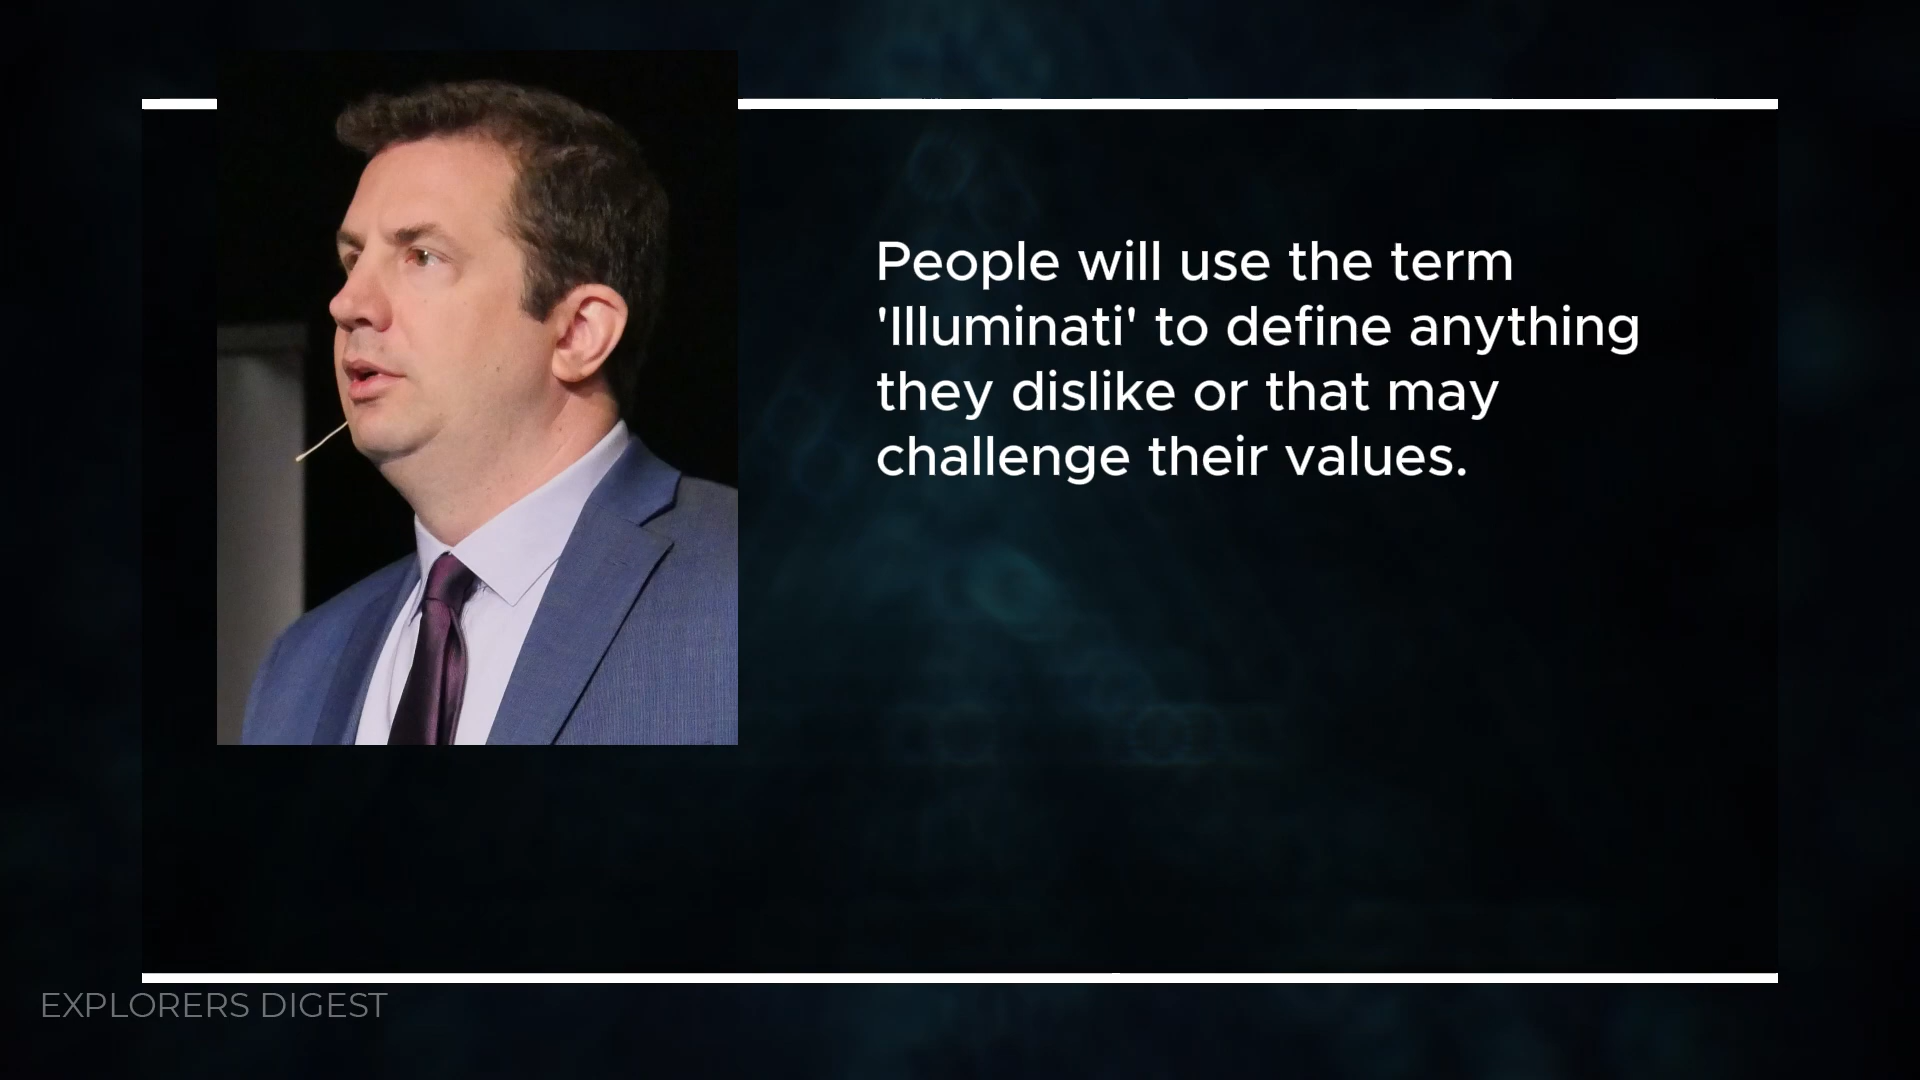 People will use the term
'Illuminati' to define anything
they dislike or that may
challenge their values.
EXPLORERS DIGEST